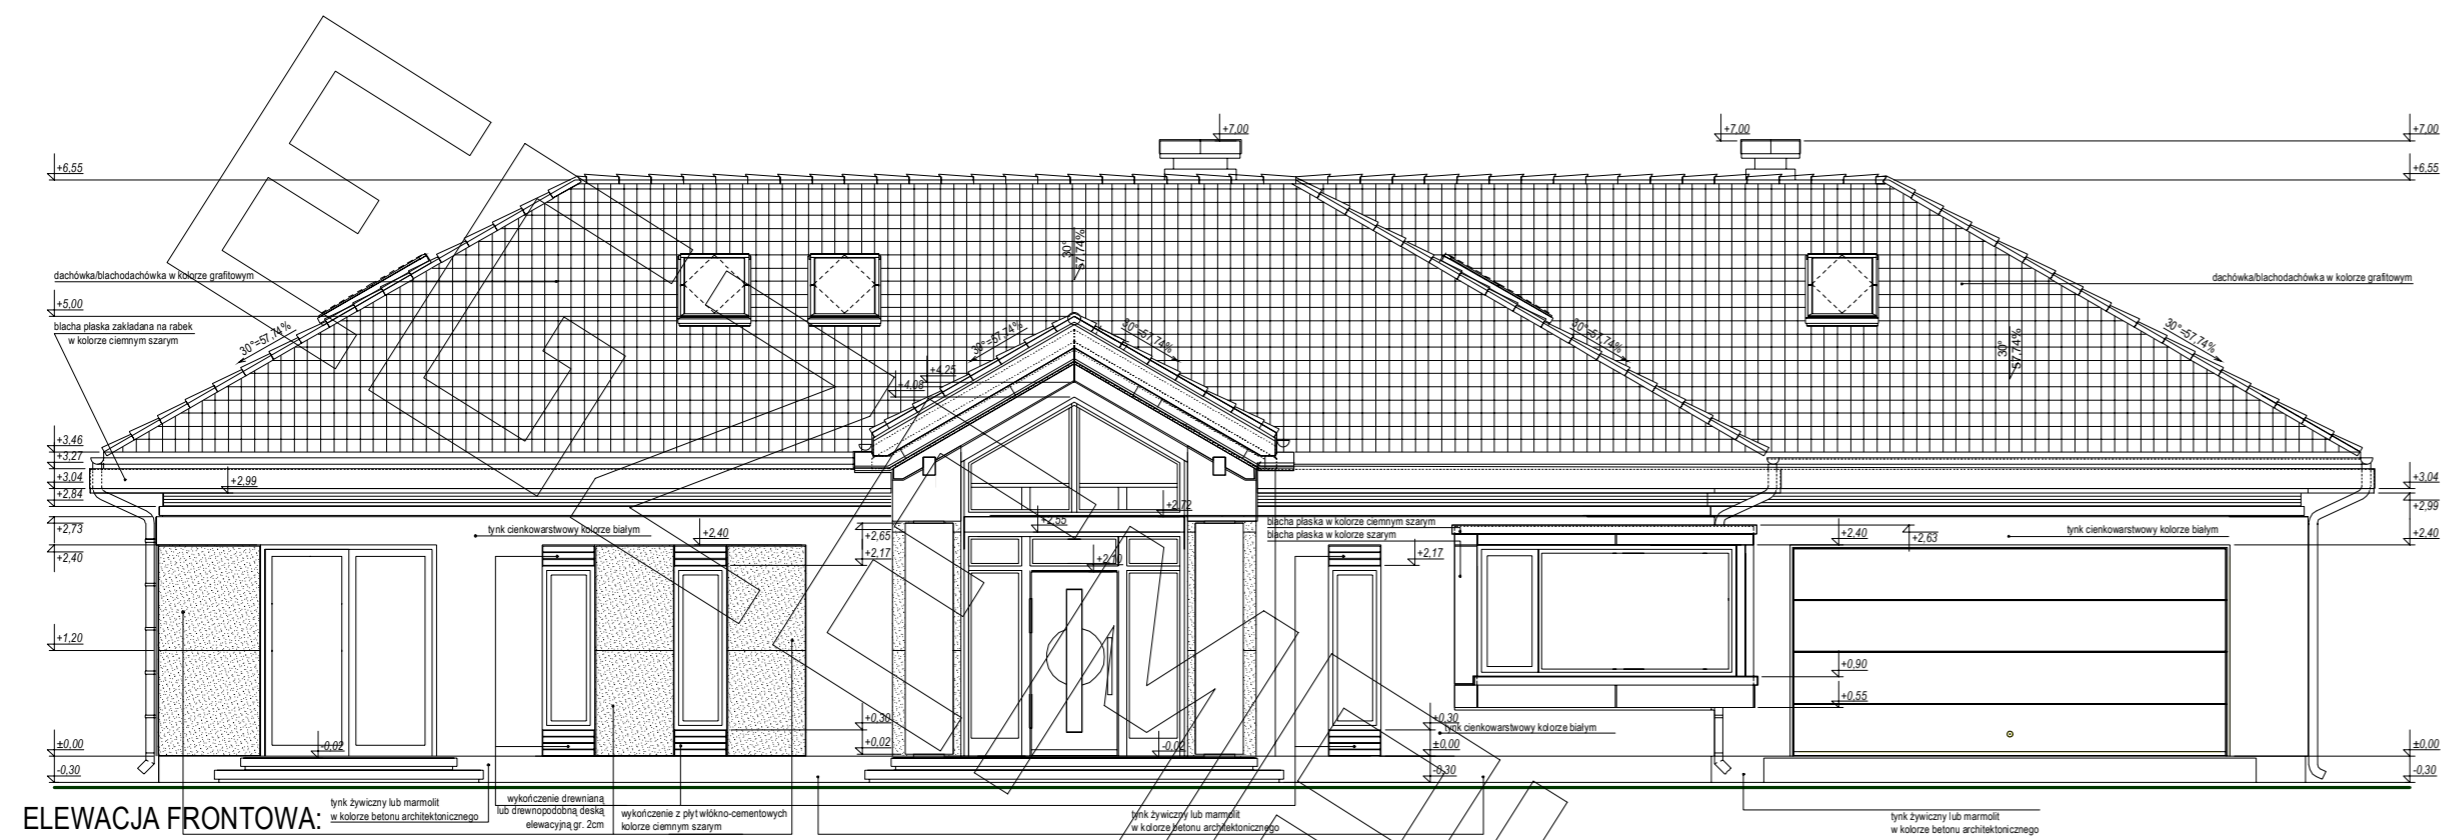 +7,00
+7,00
+7,00
+6,55
+6,55
dachówka/blachodachówka w kolorze grafitowym
dachówka/blachodachówka w kolorze grafitowym
30°
57,74%
+5,00
blacha płaska zakładana na rabek
w kolorze ciemnym szarym
30°=57,74%
30°=57,74%
30°=57,74%
30°=57,74%
30°=57,74%
30°
57,74%
+4,25
+4,08
+3,46
+3,27
+3,04
+2,99
+2,84
+2,73
+2,40
+3,04
+2,99
+2,40
tynk cienkowarstwowy kolorze białym
+2,40
+2,65
+2,17
+2,72
+2,55
+2,10
blacha płaska w kolorze ciemnym szarym
blacha płaska w kolorze szarym
+2,17
+2,40
+2,63
tynk cienkowarstwowy kolorze białym
+1,20
+0,90
+0,55
+0,30
+0,02
+0,30
tynk cienkowarstwowy kolorze białym
±0,00
-0,02
-0,02
±0,00
±0,00
-0,30
-0,30
-0,30
ELEWACJA FRONTOWA:
tynk żywiczny lub marmolit
w kolorze betonu architektonicznego
wykończenie drewniana
lub drewnopodobną deską
elewacyjną gr. 2cm
wykończenie z płyt włókno-cementowych
kolorze ciemnym szarym
tynk żywiczny lub marmolit
w kolorze betonu architektonicznego
tynk żywiczny lub marmolit
w kolorze betonu architektonicznego